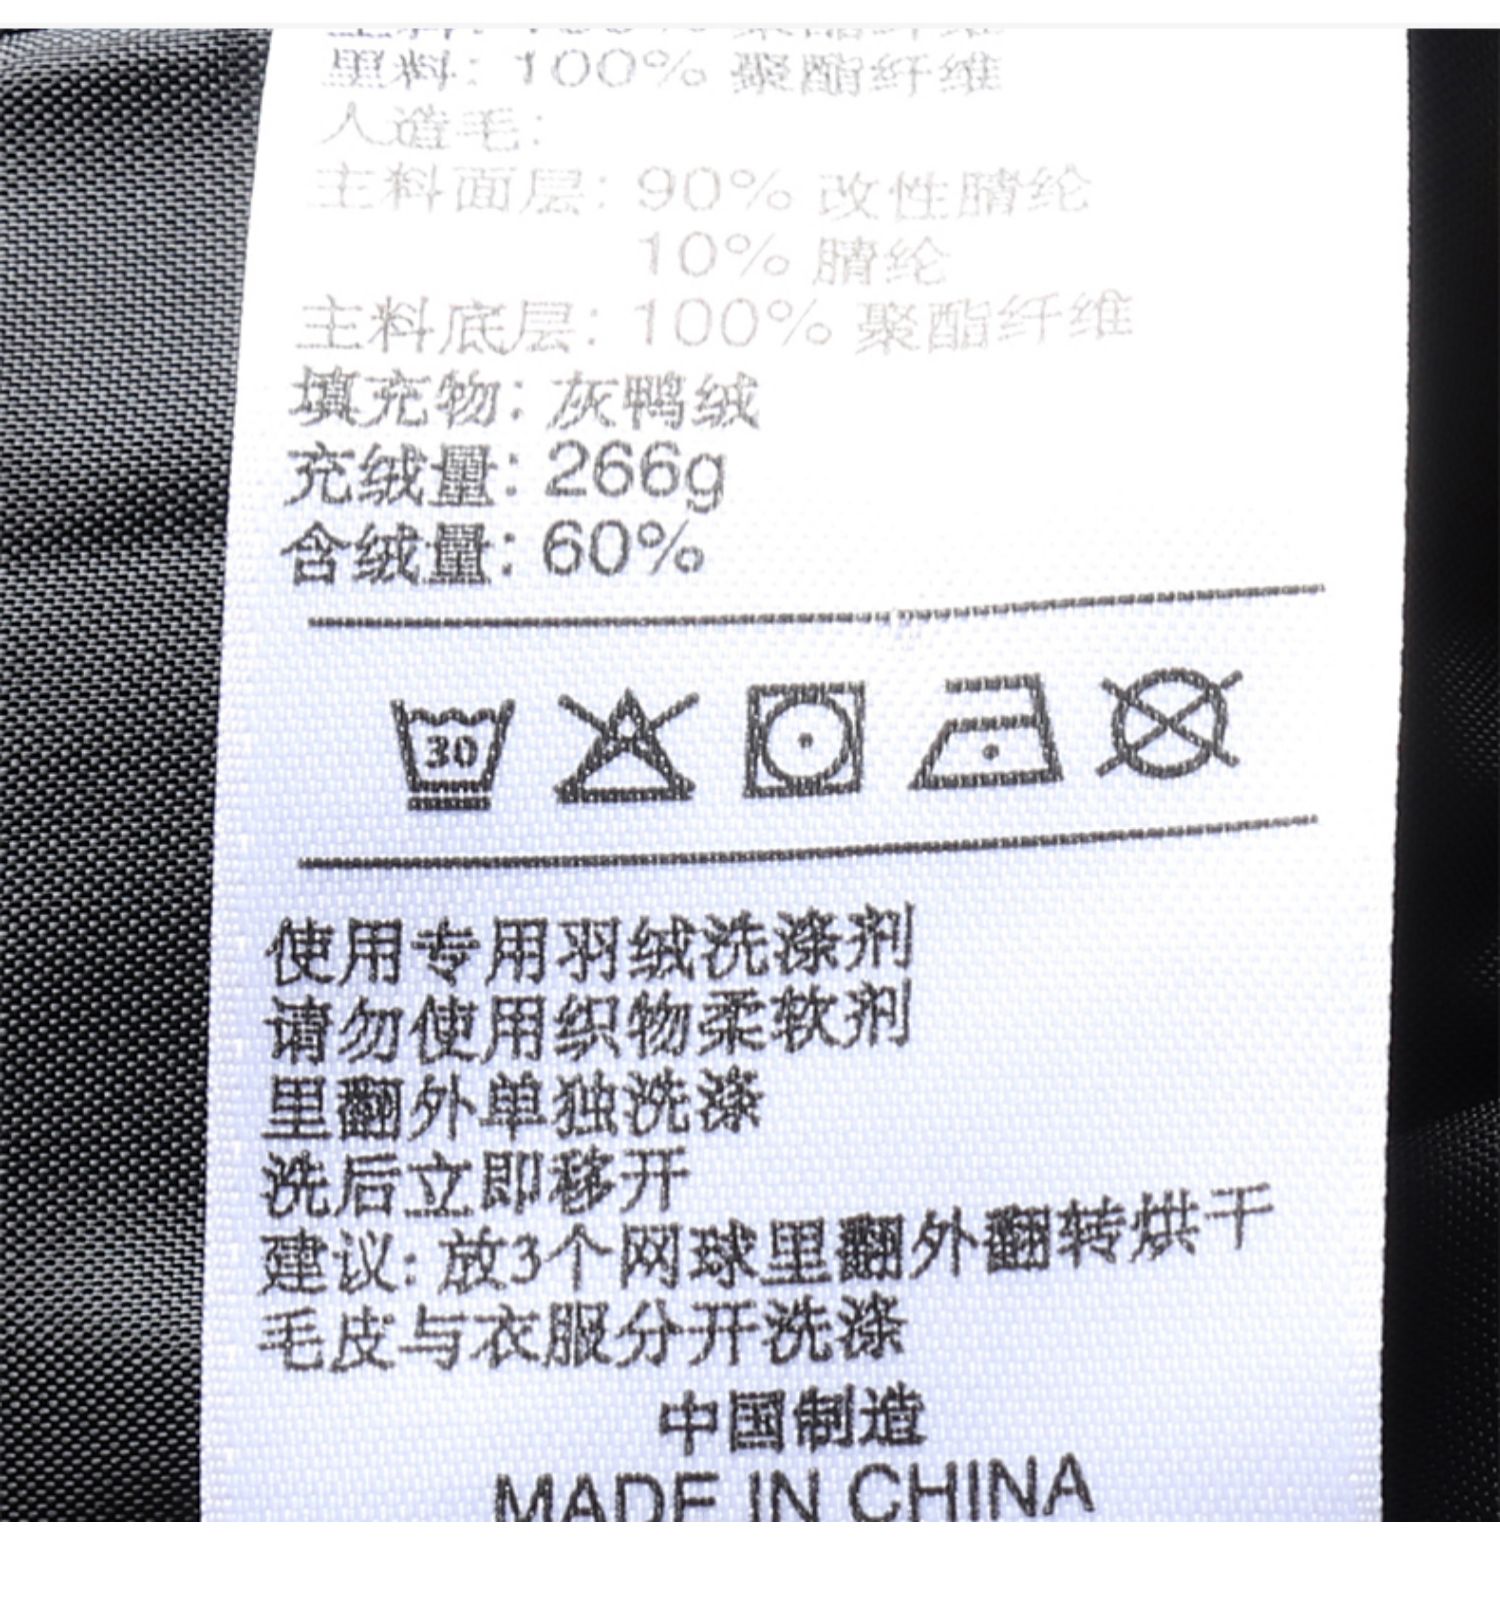 里料: 100% 聚酯纤维
人造毛:
主料面层: 90% 改性腈纶
10% 腈纶
主料底层: 100% 聚酯纤维
填充物: 灰鸭绒
充绒量: 266g
含绒量: 60%
30
使用专用羽绒洗涤剂
请勿使用织物柔软剂
里翻外单独洗涤
洗后立即移开
建议: 放3个网球里翻外翻转烘干
毛皮与衣服分开洗涤
中国制造
MADE IN CHINA